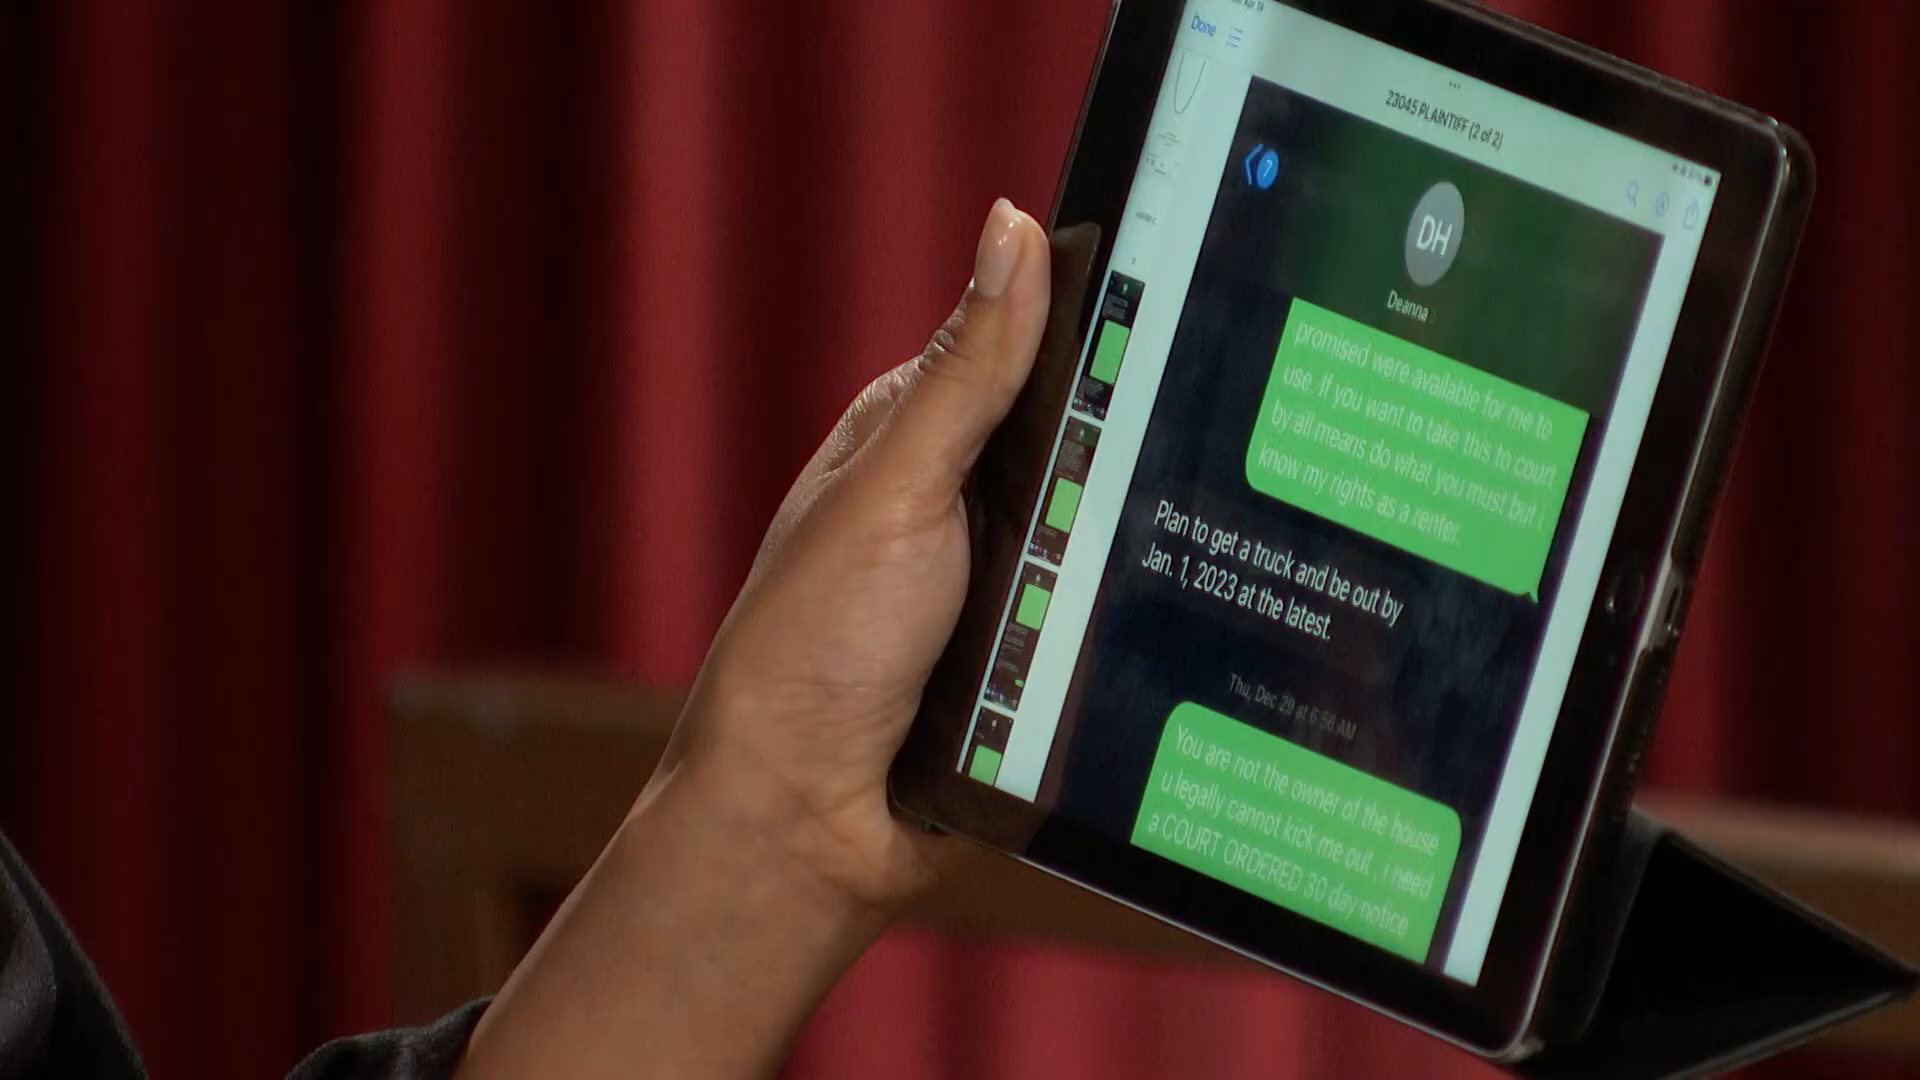 Done
23045 PLAINTIFF (2 of 2)
7
DH
Deanna
promised were available for me to
use. If you want to take this to court
by all means do what you must but i
know my rights as a renter.
Plan to get a truck and be out by
Jan. 1, 2023 at the latest.
Thu, Dec 29 at 6:56 AM
You are not the owner of the house
u legally cannot kick me out , i need
a COURT ORDERED 30 day notice